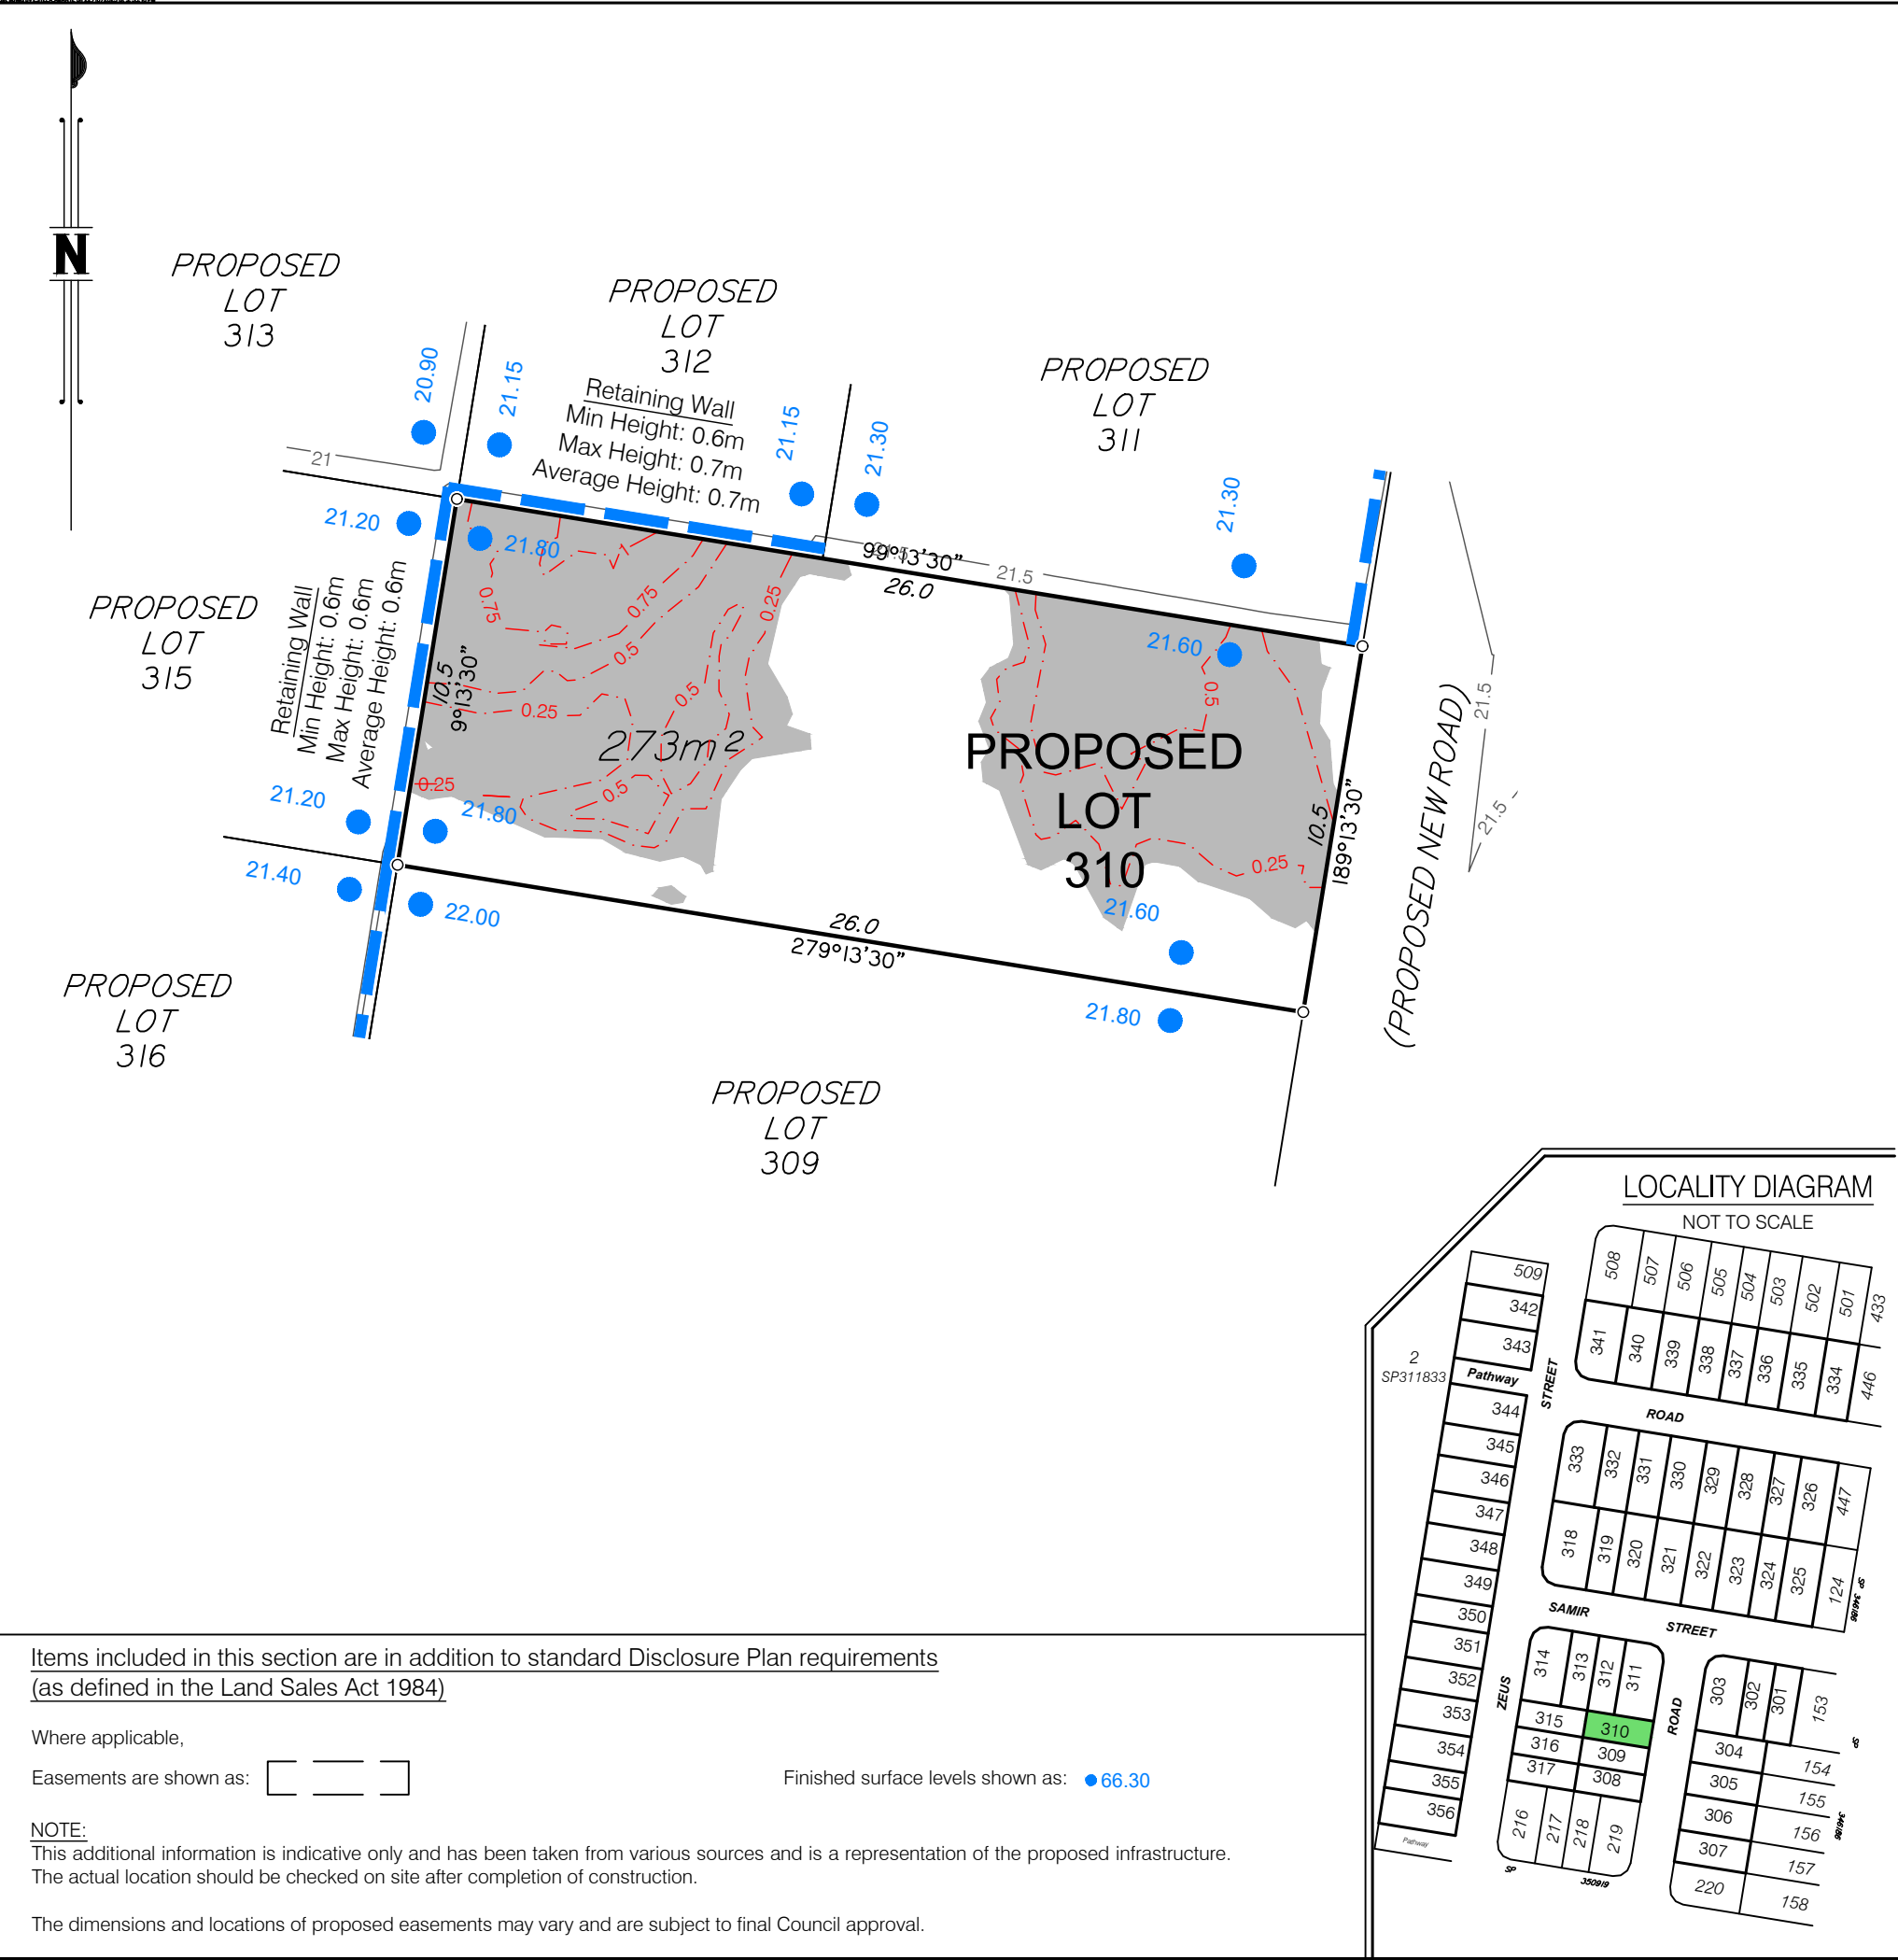 N
PROPOSED
LOT
313
PROPOSED
LOT
312
PROPOSED
LOT
311
20.90
21.15
21.15
21.30
21.30
Retaining Wall
Min Height: 0.6m
Max Height: 0.7m
Average Height: 0.7m
21
21.20
21.80
99°13'30"
26.0
21.5
21.5
21.60
PROPOSED
LOT
315
Retaining Wall
Min Height: 0.6m
Max Height: 0.6m
Average Height: 0.6m
10.5
9°13'30"
1
0.75
0.75
0.5
0.25
0.25
0.5
0.25
0.5
0.5
0.25
273m²
PROPOSED
LOT
310
10.5
189°13'30"
(PROPOSED NEW ROAD)
21.5
21.5
21.20
21.80
21.40
22.00
26.0
279°13'30"
21.60
21.80
PROPOSED
LOT
316
PROPOSED
LOT
309
LOCALITY DIAGRAM
NOT TO SCALE
508
507
506
505
504
503
502
501
433
509
342
343
Pathway
344
345
346
347
348
349
350
351
352
353
354
355
356
Pathway
2
SP311833
STREET
341
340
339
338
337
336
335
334
446
ROAD
333
332
331
330
329
328
327
326
447
318
319
320
321
322
323
324
325
124
SP 346186
SAMIR
STREET
ZEUS
314
313
312
311
315
310
316
309
317
308
216
217
218
219
SP
350919
ROAD
303
302
301
153
SP
304
154
305
155
306
156
346186
307
157
220
158
Items included in this section are in addition to standard Disclosure Plan requirements
(as defined in the Land Sales Act 1984)
Where applicable,
Easements are shown as:
Finished surface levels shown as: 66.30
NOTE:
This additional information is indicative only and has been taken from various sources and is a representation of the proposed infrastructure.
The actual location should be checked on site after completion of construction.
The dimensions and locations of proposed easements may vary and are subject to final Council approval.